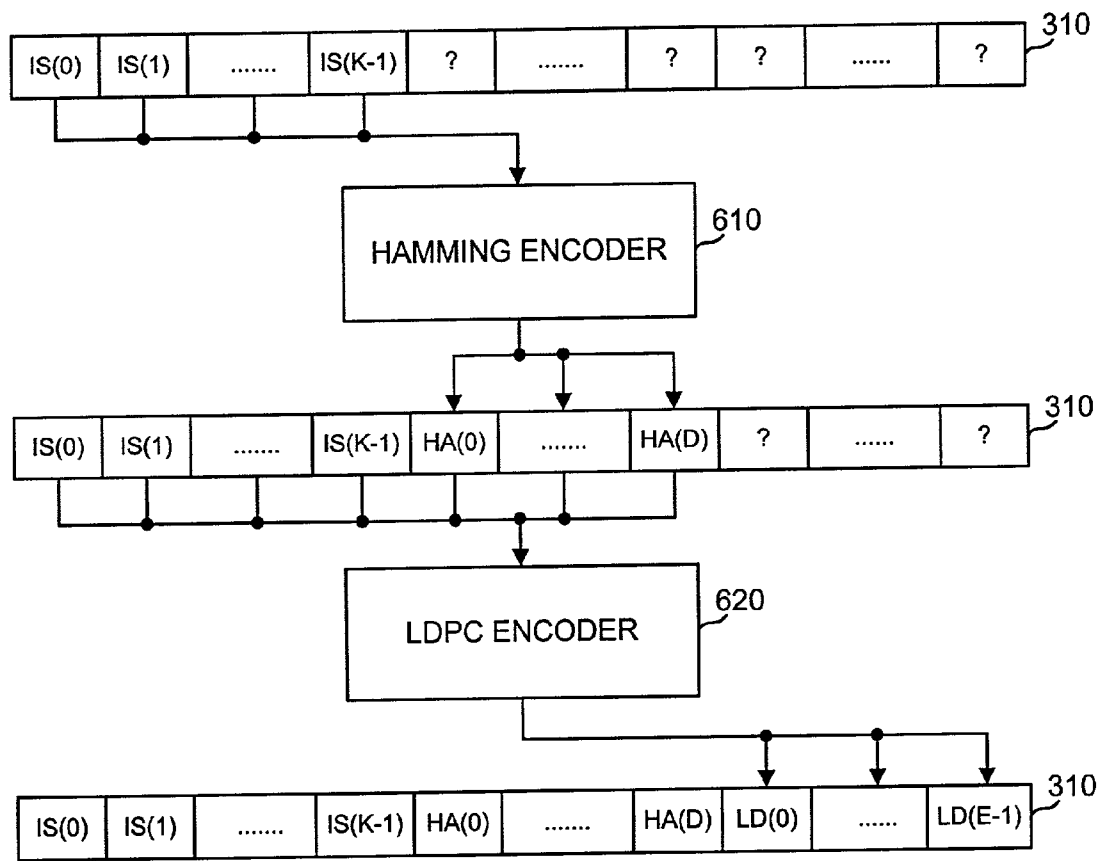 310
IS(0) IS(1) ....... IS(K-1) ? ....... ? ? ...... ?
HAMMING ENCODER
610
310
IS(0) IS(1) ....... IS(K-1) HA(0) ....... HA(D) ? ...... ?
LDPC ENCODER
620
310
IS(0) IS(1) ....... IS(K-1) HA(0) ....... HA(D) LD(0) ...... LD(E-1)